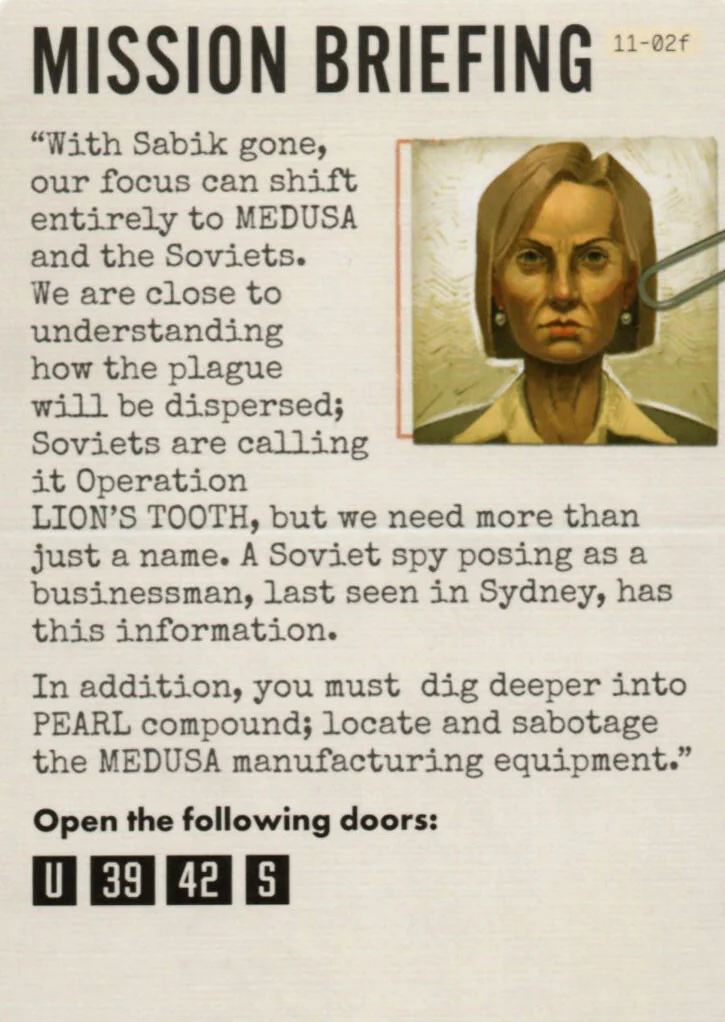 MISSION BRIEFING
11-02f
“With Sabik gone,
our focus can shift
entirely to MEDUSA
and the Soviets.
We are close to
understanding
how the plague
will be dispersed;
Soviets are calling
it Operation
LION’S TOOTH, but we need more than
just a name. A Soviet spy posing as a
businessman, last seen in Sydney, has
this information.
In addition, you must dig deeper into
PEARL compound; locate and sabotage
the MEDUSA manufacturing equipment.”
Open the following doors:
U 39 42 S